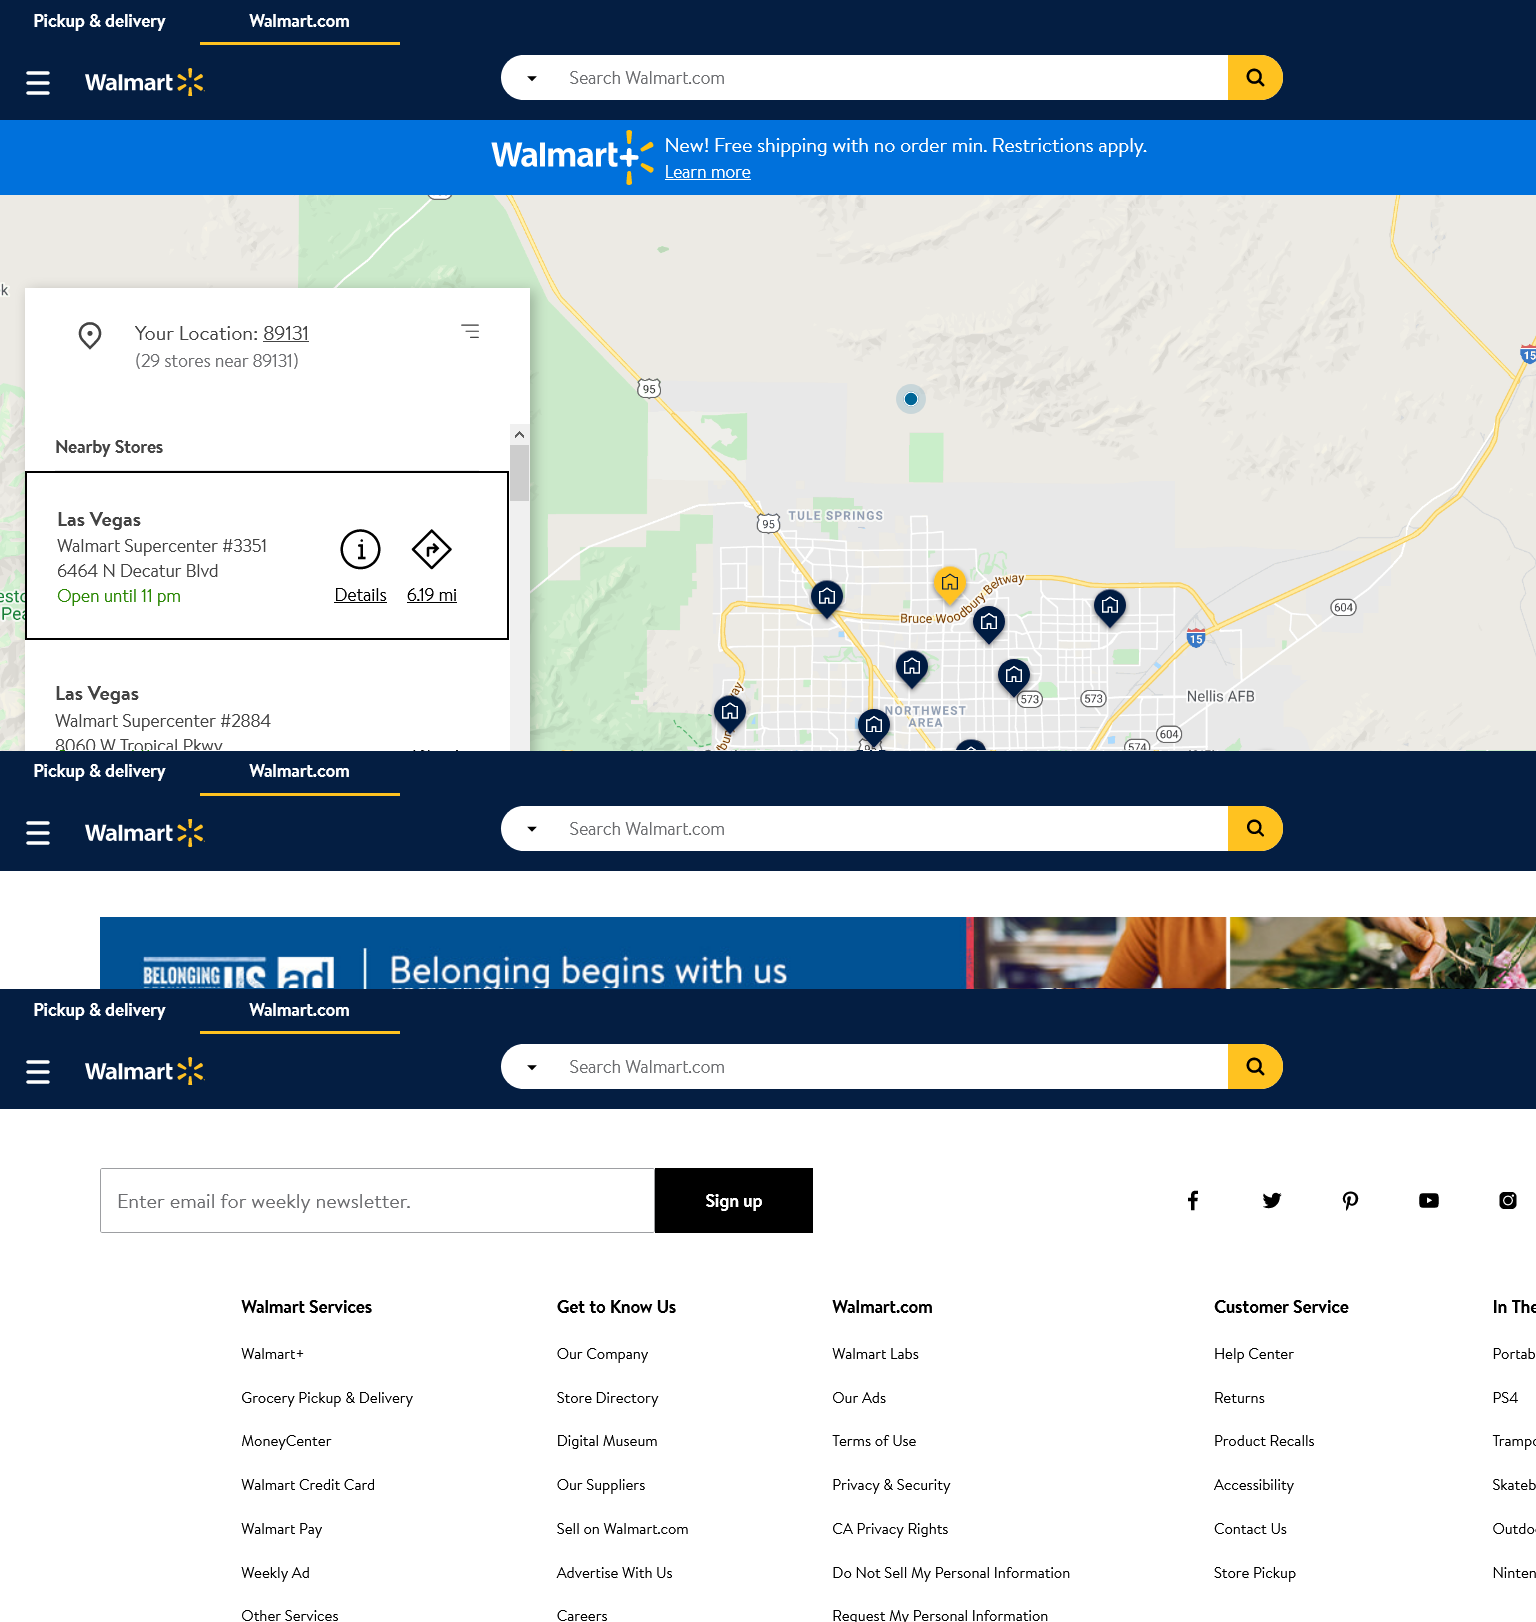 Pickup & delivery
Walmart.com
Walmart
Search Walmart.com
Walmart+
New! Free shipping with no order min. Restrictions apply.
Learn more
k
Your Location: 89131
(29 stores near 89131)
Nearby Stores
Las Vegas
Walmart Supercenter #3351
6464 N Decatur Blvd
Open until 11 pm
Details
6.19 mi
Las Vegas
Walmart Supercenter #2884
8060 W Tropical Pkwy
95
15
95
TULE SPRINGS
Bruce Woodbury Beltway
604
15
Nellis AFB
573
573
NORTHWEST
AREA
604
574
Pickup & delivery
Walmart.com
Walmart
Search Walmart.com
BELONGING
US ad
Belonging begins with us
Pickup & delivery
Walmart.com
Walmart
Search Walmart.com
Enter email for weekly newsletter.
Sign up
Walmart Services
Walmart+
Grocery Pickup & Delivery
MoneyCenter
Walmart Credit Card
Walmart Pay
Weekly Ad
Other Services
Get to Know Us
Our Company
Store Directory
Digital Museum
Our Suppliers
Sell on Walmart.com
Advertise With Us
Careers
Walmart.com
Walmart Labs
Our Ads
Terms of Use
Privacy & Security
CA Privacy Rights
Do Not Sell My Personal Information
Request My Personal Information
Customer Service
Help Center
Returns
Product Recalls
Accessibility
Contact Us
Store Pickup
In The
Portab
PS4
Trampo
Skateb
Outdo
Ninten